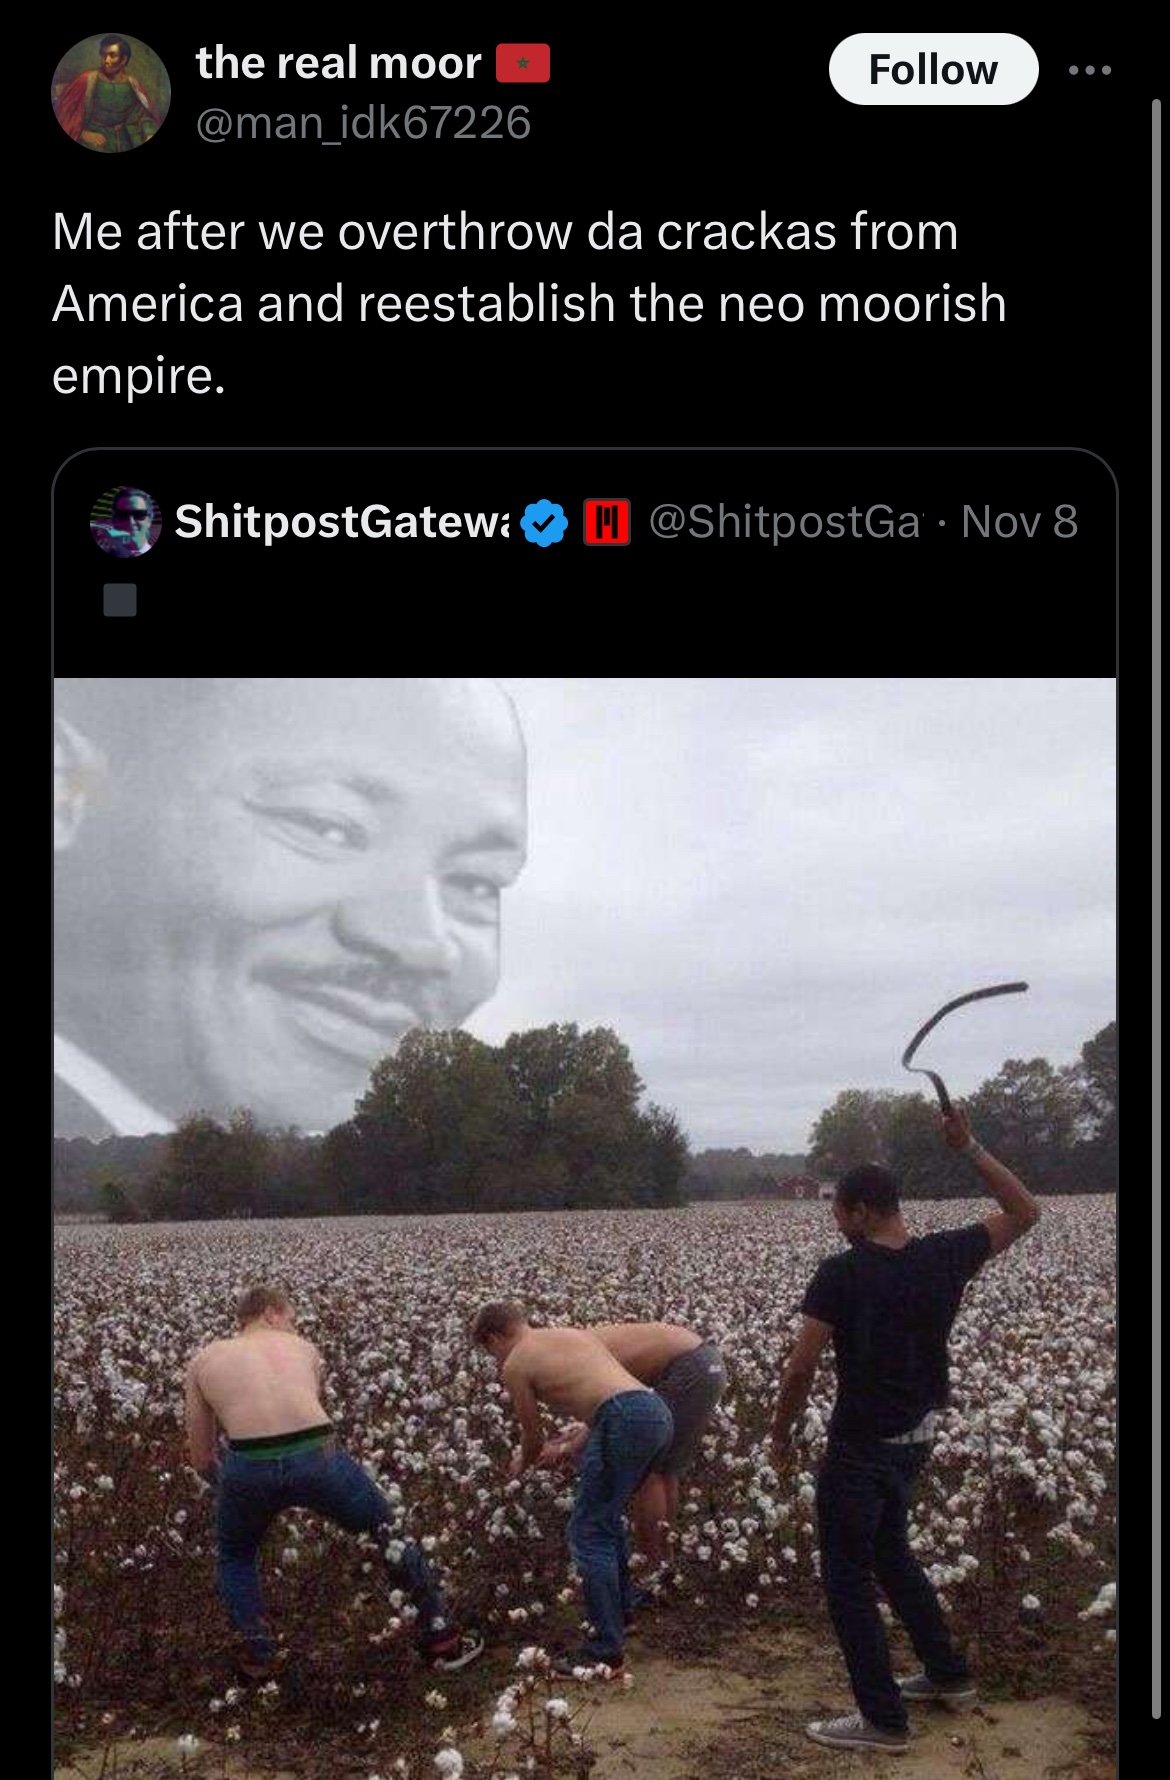 the real moor
@man_idk67226
Follow
Me after we overthrow da crackas from
America and reestablish the neo moorish
empire.
ShitpostGatewa @ShitpostGa · Nov 8